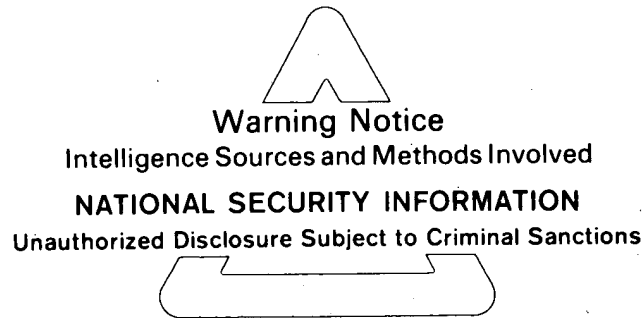 Warning Notice
Intelligence Sources and Methods Involved
NATIONAL SECURITY INFORMATION
Unauthorized Disclosure Subject to Criminal Sanctions